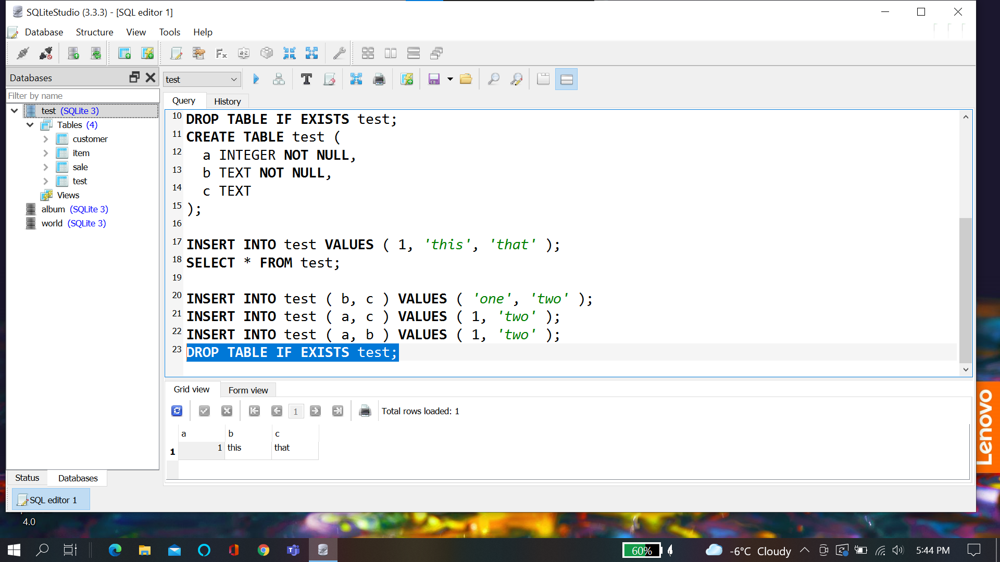 SQLiteStudio (3.3.3) - [SQL editor 1]
Database Structure View Tools Help
Databases
test
Filter by name
Query History
test (SQLite 3)
Tables (4)
customer
item
sale
test
Views
album (SQLite 3)
world (SQLite 3)
10 DROP TABLE IF EXISTS test;
11 CREATE TABLE test (
12 a INTEGER NOT NULL,
13 b TEXT NOT NULL,
14 c TEXT
15 );
16
17 INSERT INTO test VALUES ( 1, 'this', 'that' );
18 SELECT * FROM test;
19
20 INSERT INTO test ( b, c ) VALUES ( 'one', 'two' );
21 INSERT INTO test ( a, c ) VALUES ( 1, 'two' );
22 INSERT INTO test ( a, b ) VALUES ( 1, 'two' );
23 DROP TABLE IF EXISTS test;
Grid view Form view
1 Total rows loaded: 1
a b c
1 1 this that
Status Databases
SQL editor 1
4.0
Lenovo
60% -6°C Cloudy 5:44 PM